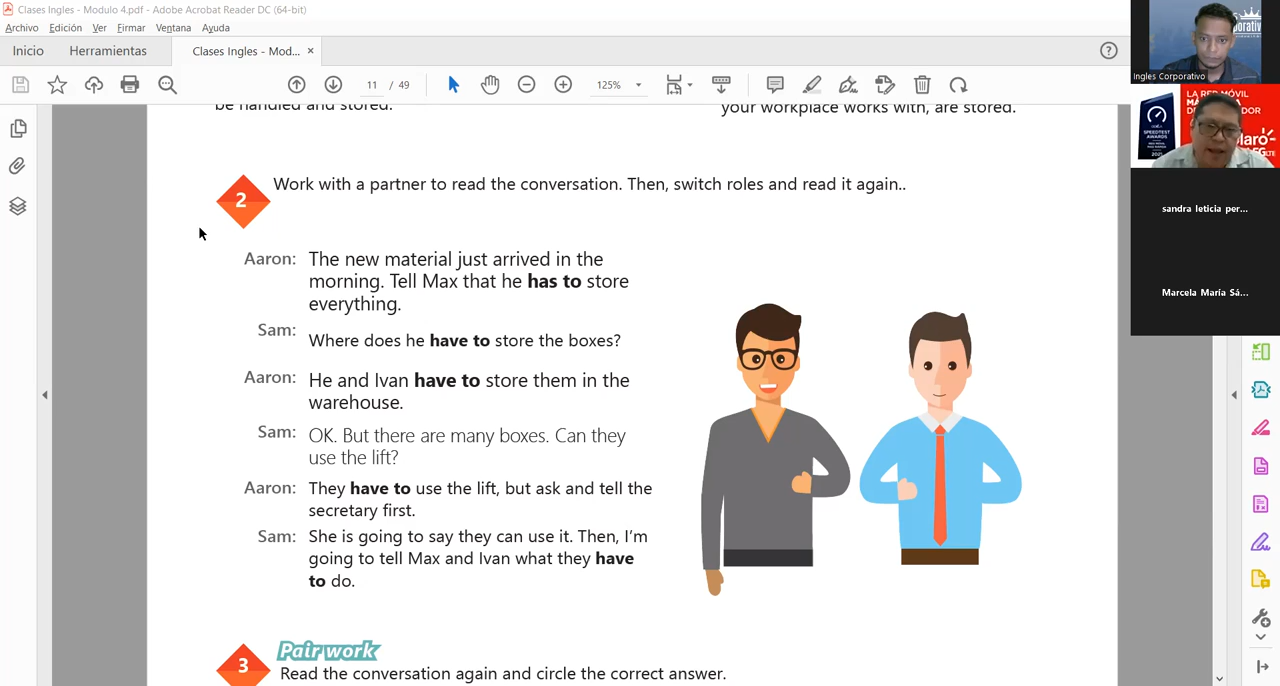 Clases Ingles - Modulo 4.pdf - Adobe Acrobat Reader DC (64-bit)
Archivo Edición Ver Firmar Ventana Ayuda
Inicio Herramientas Clases Ingles - Mod... ×
11 / 49 125%
be handled and stored.
your workplace works with, are stored.
2
Work with a partner to read the conversation. Then, switch roles and read it again..
Aaron: The new material just arrived in the
morning. Tell Max that he has to store
everything.
Sam: Where does he have to store the boxes?
Aaron: He and Ivan have to store them in the
warehouse.
Sam: OK. But there are many boxes. Can they
use the lift?
Aaron: They have to use the lift, but ask and tell the
secretary first.
Sam: She is going to say they can use it. Then, I'm
going to tell Max and Ivan what they have
to do.
3
Pair work
Read the conversation again and circle the correct answer.
Ingles Corporativo
LA RED MÓVIL
SPEEDTEST
AWARDS
sandra leticia per...
Marcela María Sá...